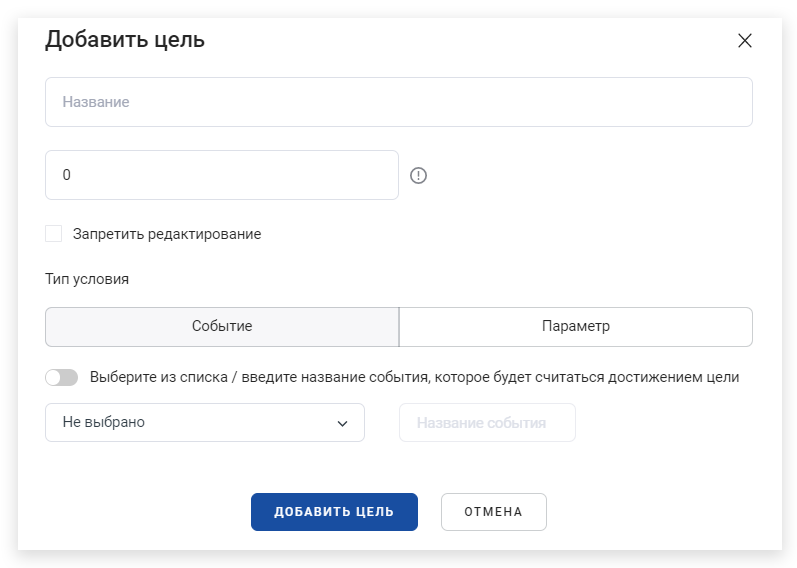 Добавить цель
Название
0
Запретить редактирование
Тип условия
Событие
Параметр
Выберите из списка / введите название события, которое будет считаться достижением цели
Не выбрано
Название события
ДОБАВИТЬ ЦЕЛЬ
ОТМЕНА